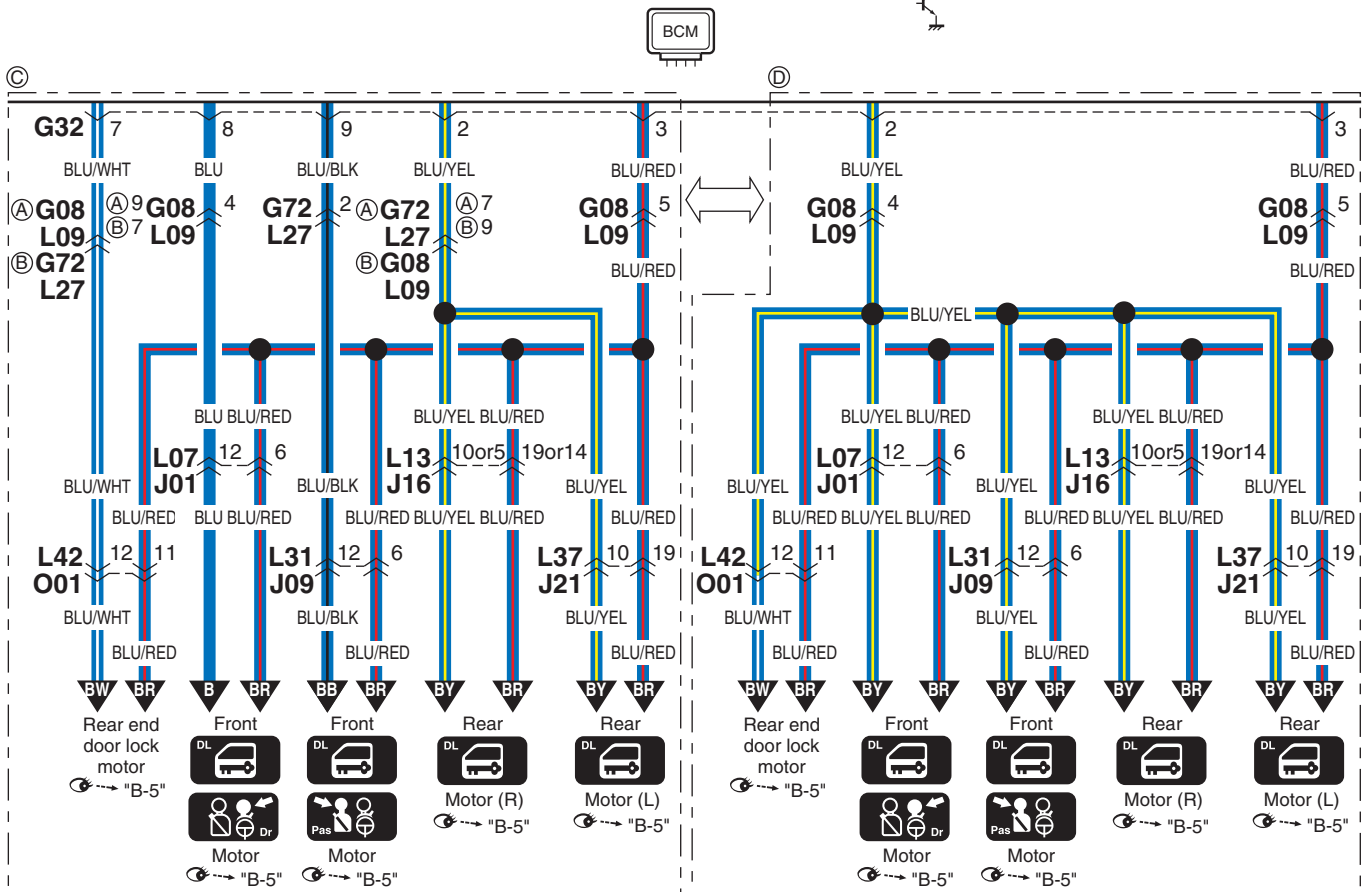 BCM
Ⓒ Ⓓ
G32 7 8 9 2 3 2 3
BLU/WHT BLU BLU/BLK BLU/YEL BLU/RED BLU/YEL BLU/RED
ⒶG08 Ⓐ9 G08 4 G72 2 ⒶG72 Ⓐ7 G08 5 G08 4 G08 5
L09 Ⓑ7 L09 L27 L27 Ⓑ9 L09 L09 L09
ⒷG72 ⒷG08 BLU/RED BLU/RED
L27 L09
BLU/YEL
BLU BLU/RED BLU/YEL BLU/RED BLU/YEL BLU/RED BLU/YEL BLU/RED
L07 12 6 L13 10or5 19or14 L07 12 6 L13 10or5 19or14
J01 J16 J01 J16
BLU/WHT BLU/BLK BLU/YEL BLU/YEL BLU/YEL BLU/YEL
BLU/RED BLU BLU/RED BLU/RED BLU/YEL BLU/RED BLU/RED BLU/RED BLU/YEL BLU/RED BLU/RED BLU/YEL BLU/RED BLU/RED
L42 12 11 L31 12 6 L37 10 19 L42 12 11 L31 12 6 L37 10 19
O01 J09 J21 O01 J09 J21
BLU/WHT BLU/BLK BLU/YEL BLU/WHT BLU/YEL BLU/YEL
BLU/RED BLU/RED BLU/RED BLU/RED BLU/RED BLU/RED
BW BR B BR BB BR BY BR BY BR BW BR BY BR BY BR BY BR BY BR
Rear end Front Front Rear Rear Rear end Front Front Rear Rear
door lock DL DL DL DL door lock DL DL DL DL
motor motor
"B-5" "B-5"
Motor (R) Motor (L) Motor (R) Motor (L)
Dr Pas "B-5" "B-5" Dr Pas "B-5" "B-5"
Motor Motor Motor Motor
"B-5" "B-5" "B-5" "B-5"